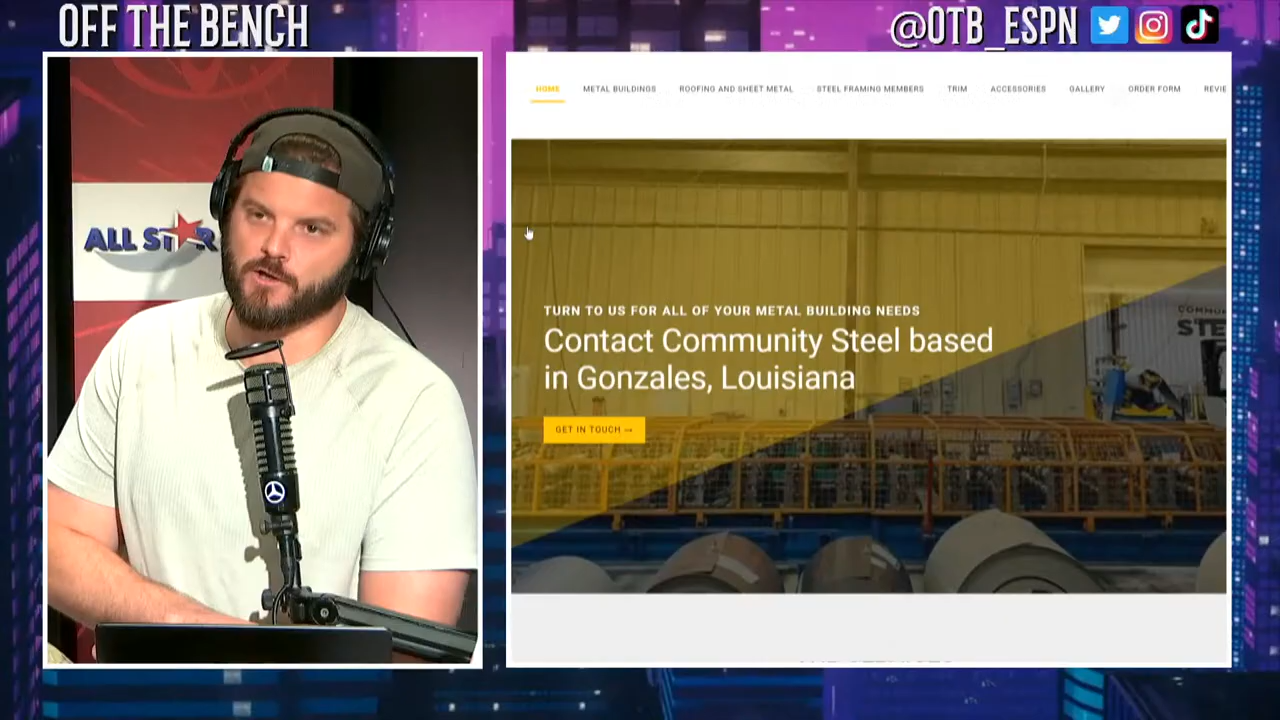 OFF THE BENCH
@OTB_ESPN
ALL STAR
HOME
METAL BUILDINGS
ROOFING AND SHEET METAL
STEEL FRAMING MEMBERS
TRIM
ACCESSORIES
GALLERY
ORDER FORM
REVIE
TURN TO US FOR ALL OF YOUR METAL BUILDING NEEDS
Contact Community Steel based
in Gonzales, Louisiana
GET IN TOUCH